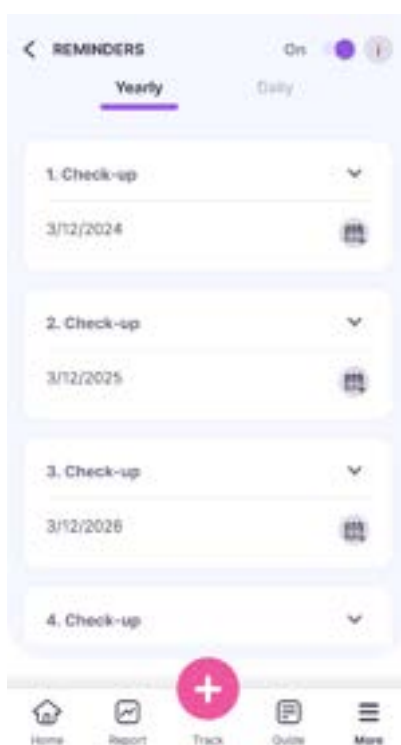 REMINDERS On i
Yearly Daily
1. Check-up
3/12/2024
2. Check-up
3/12/2025
3. Check-up
3/12/2026
4. Check-up
Home Report Track Guide More